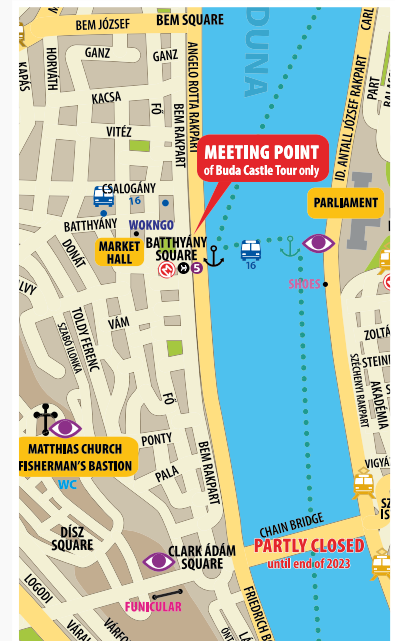 BEM JÓZSEF
BEM SQUARE
CARL
DUNA
KAPÁS
HORVÁTH
GANZ
GANZ
ANGELO ROTTA RAKPART
KACSA
FŐ
BEM RAKPART
ID. ANTALL JÓZSEF RAKPART
PART
VITÉZ
MEETING POINT
of Buda Castle Tour only
CSALOGÁNY
16
PARLIAMENT
BATTHYÁNY
WOKNGO
DONÁT
MARKET
HALL
BATTHYÁNY
SQUARE
H
5
16
SHOES
TOLDY FERENC
SZABÓ ILONKA
VÁM
ZOLTÁ
STEIN
SZÉCHENYI RAKPART
AKADÉMIA
FŐ
MATTHIAS CHURCH
FISHERMAN'S BASTION
WC
PONTY
PALA
BEM RAKPART
VIGYÁ
DÍSZ
SQUARE
CHAIN BRIDGE
PARTLY CLOSED
until end of 2023
CLARK ÁDÁM
SQUARE
FUNICULAR
LOGODI
FRIEDRICH B